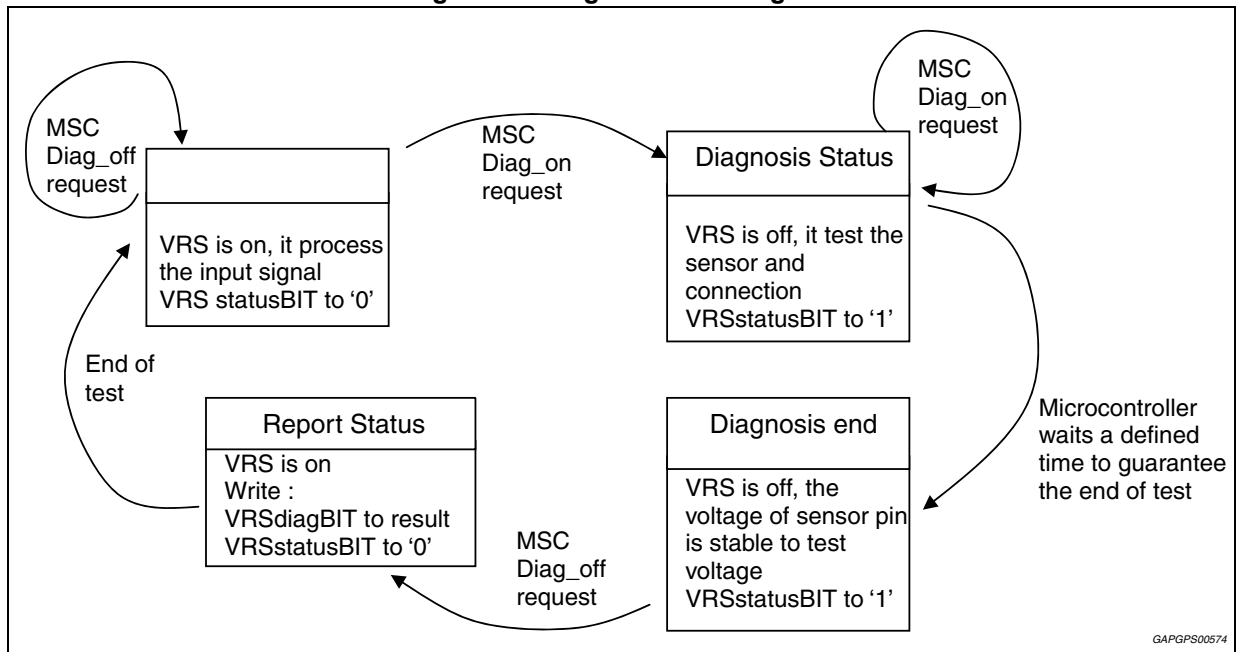 MSC
Diag_off
request
VRS is on, it process
the input signal
VRS statusBIT to ‘0’
MSC
Diag_on
request
Diagnosis Status
VRS is off, it test the
sensor and
connection
VRSstatusBIT to ‘1’
MSC
Diag_on
request
Microcontroller
waits a defined
time to guarantee
the end of test
Diagnosis end
VRS is off, the
voltage of sensor pin
is stable to test
voltage
VRSstatusBIT to ‘1’
MSC
Diag_off
request
Report Status
VRS is on
Write :
VRSdiagBIT to result
VRSstatusBIT to ‘0’
End of
test
GAPGPS00574